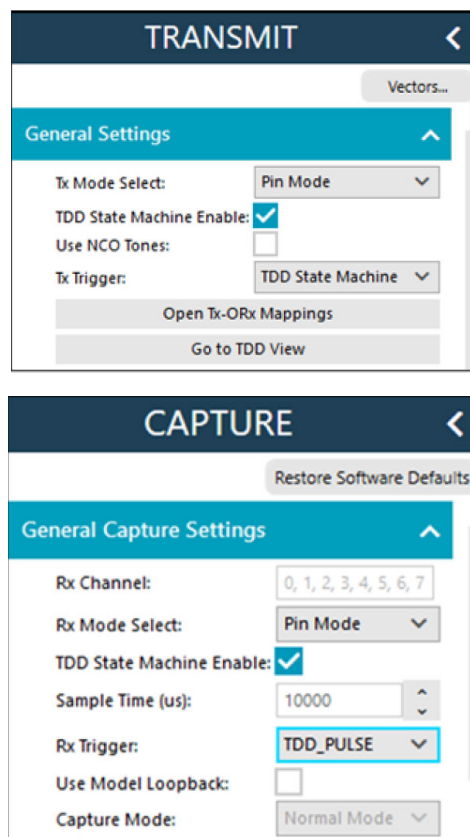 TRANSMIT
Vectors...
General Settings
Tx Mode Select: Pin Mode
TDD State Machine Enable:
Use NCO Tones:
Tx Trigger: TDD State Machine
Open Tx-ORx Mappings
Go to TDD View
CAPTURE
Restore Software Defaults
General Capture Settings
Rx Channel: 0, 1, 2, 3, 4, 5, 6, 7
Rx Mode Select: Pin Mode
TDD State Machine Enable:
Sample Time (us): 10000
Rx Trigger: TDD_PULSE
Use Model Loopback:
Capture Mode: Normal Mode